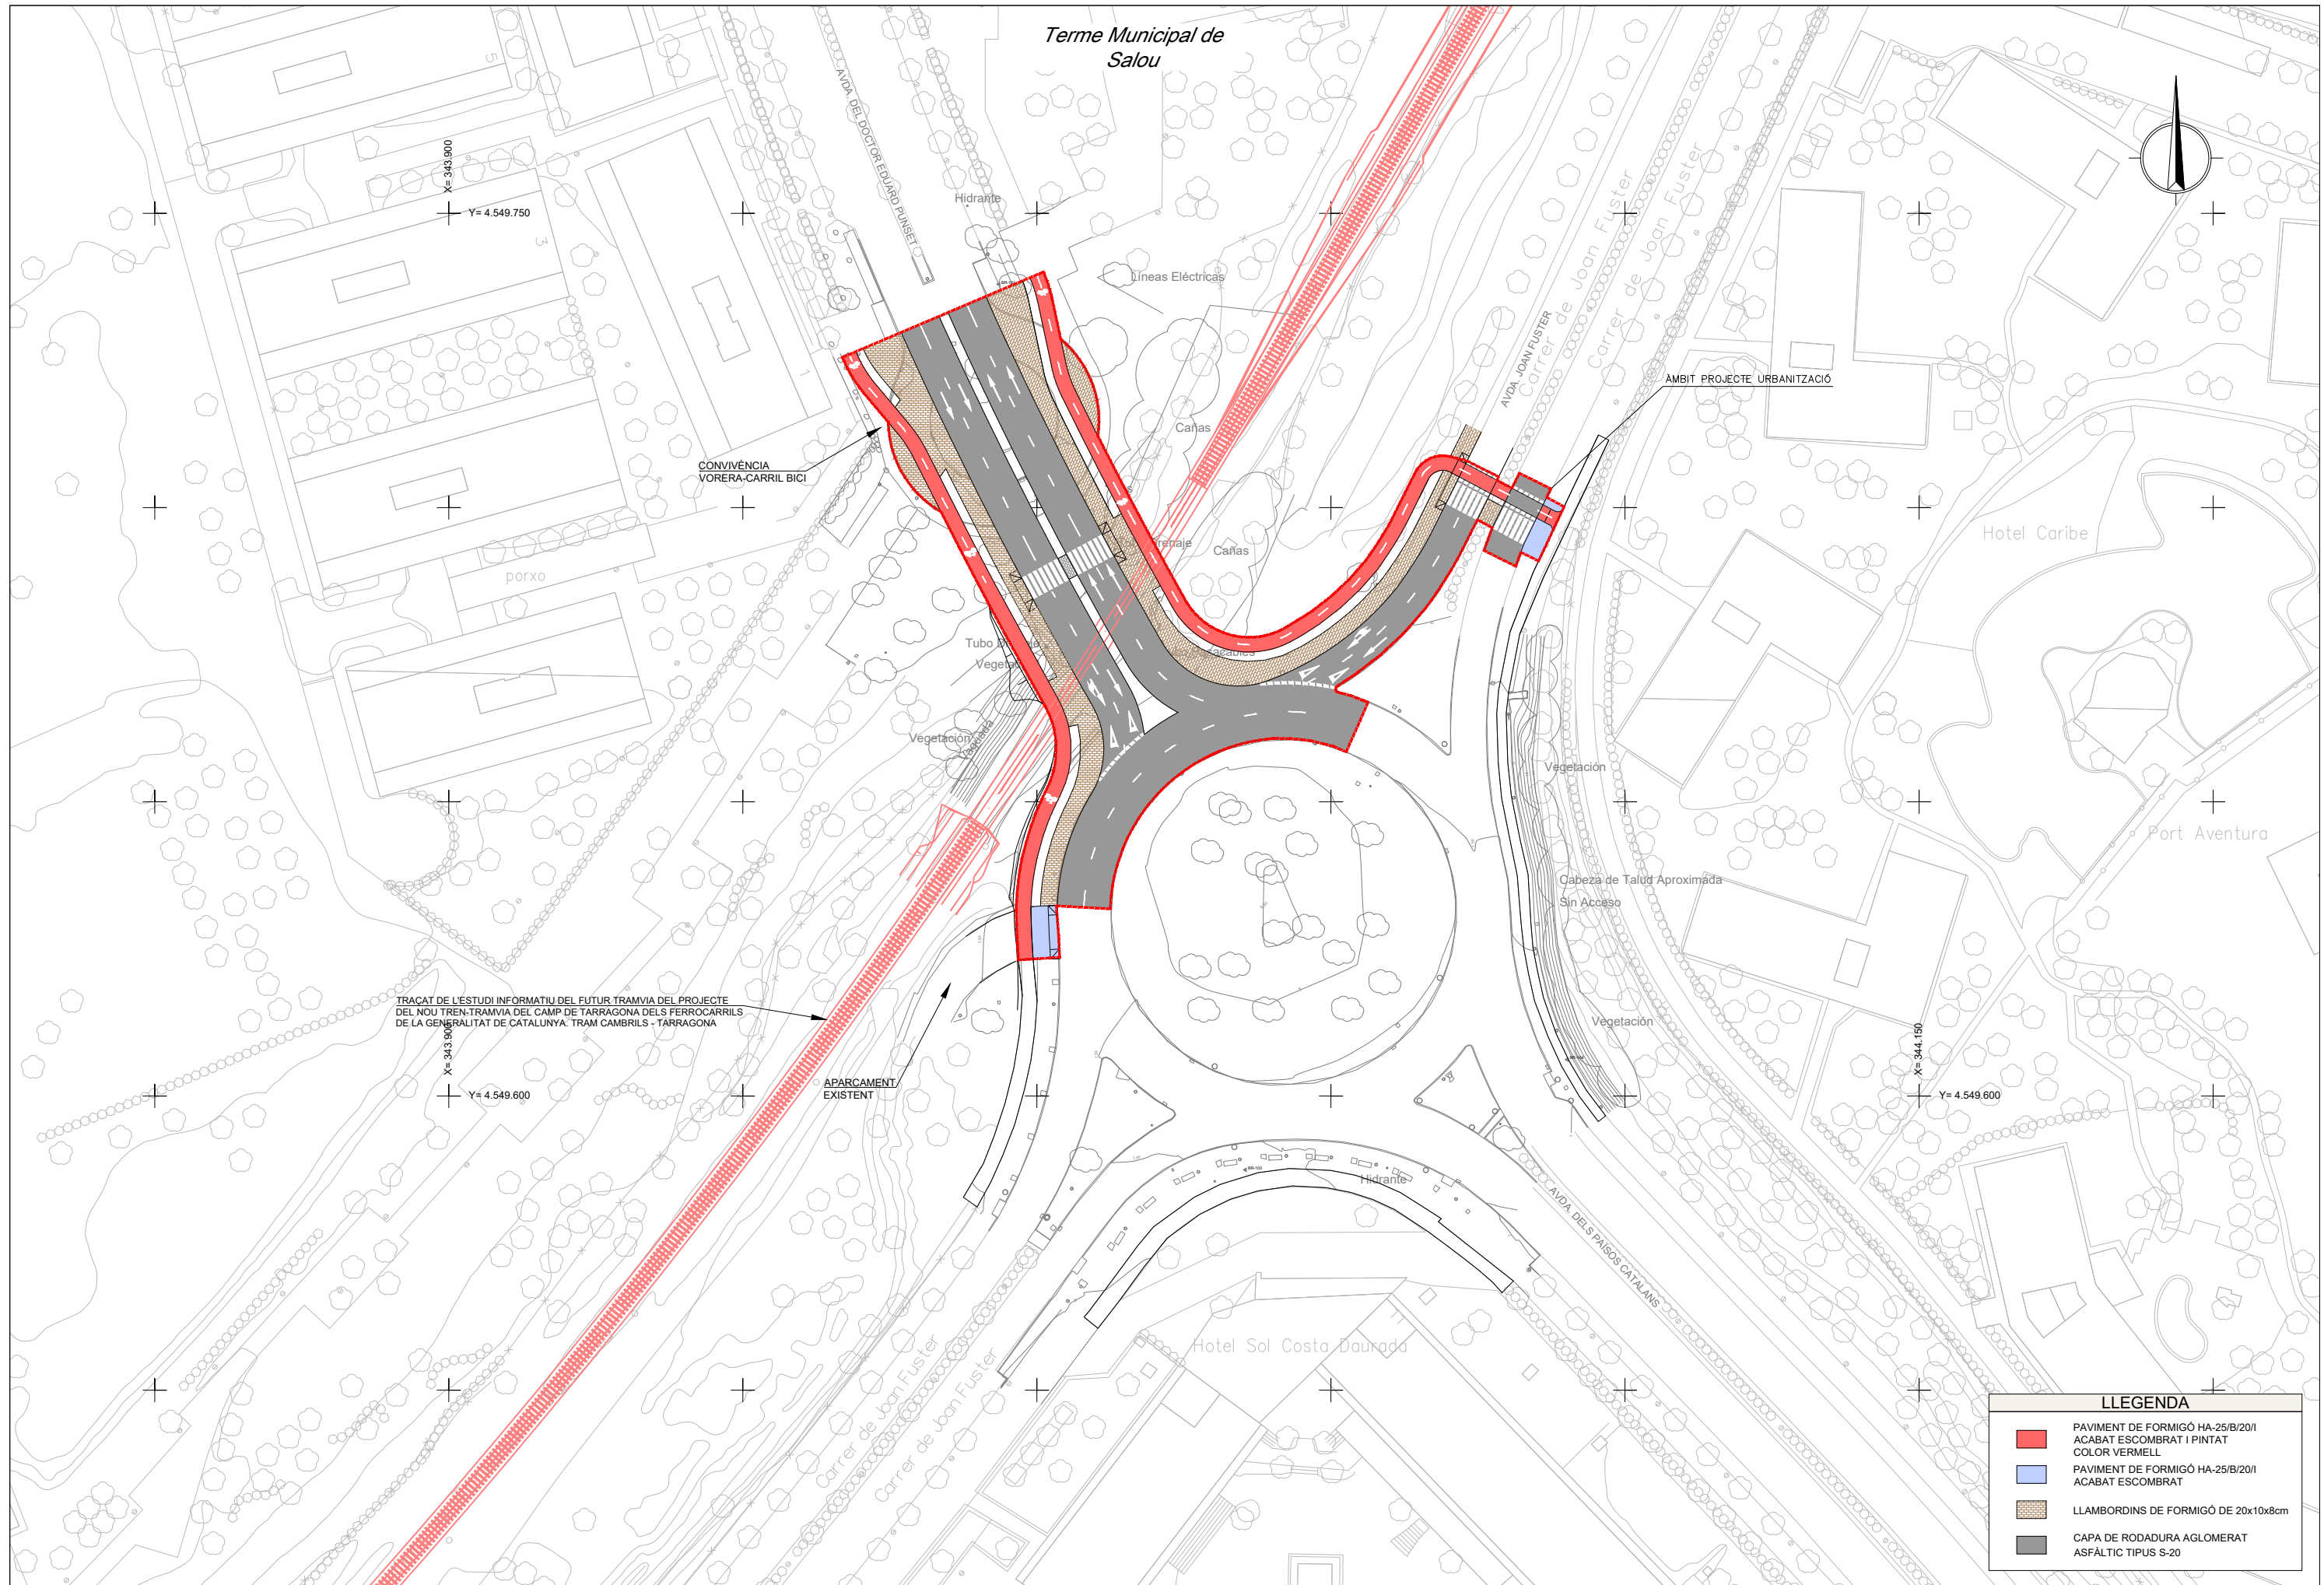 Terme Municipal de
Salou
AVDA. DEL DOCTOR EDUARD PUNSET
Hidrante
X= 343.900
Y= 4.549.750
5
3
1
Líneas Eléctricas
AVDA. JOAN FUSTER
Carrer de Joan Fuster
Carrer de Joan Fuster
ÀMBIT PROJECTE URBANITZACIÓ
Cañas
CONVIVÈNCIA
VORERA-CARRIL BICI
Cañas
Hotel Caribe
porxo
Tubo
Vegetación
Vegetación
Port Aventura
Cabeza de Talud Aproximada
Sin Acceso
TRAÇAT DE L'ESTUDI INFORMATIU DEL FUTUR TRAMVIA DEL PROJECTE
DEL NOU TREN-TRAMVIA DEL CAMP DE TARRAGONA DELS FERROCARRILS
DE LA GENERALITAT DE CATALUNYA. TRAM CAMBRILS - TARRAGONA
Vegetación
X= 343.900
Y= 4.549.600
APARCAMENT
EXISTENT
X= 344.150
Y= 4.549.600
Hidrante
AVDA. DELS PAÏSOS CATALANS
Hotel Sol Costa Daurada
Carrer de Joan Fuster
Carrer de Joan Fuster
LLEGENDA
PAVIMENT DE FORMIGÓ HA-25/B/20/I
ACABAT ESCOMBRAT I PINTAT
COLOR VERMELL
PAVIMENT DE FORMIGÓ HA-25/B/20/I
ACABAT ESCOMBRAT
LLAMBORDINS DE FORMIGÓ DE 20x10x8cm
CAPA DE RODADURA AGLOMERAT
ASFÀLTIC TIPUS S-20